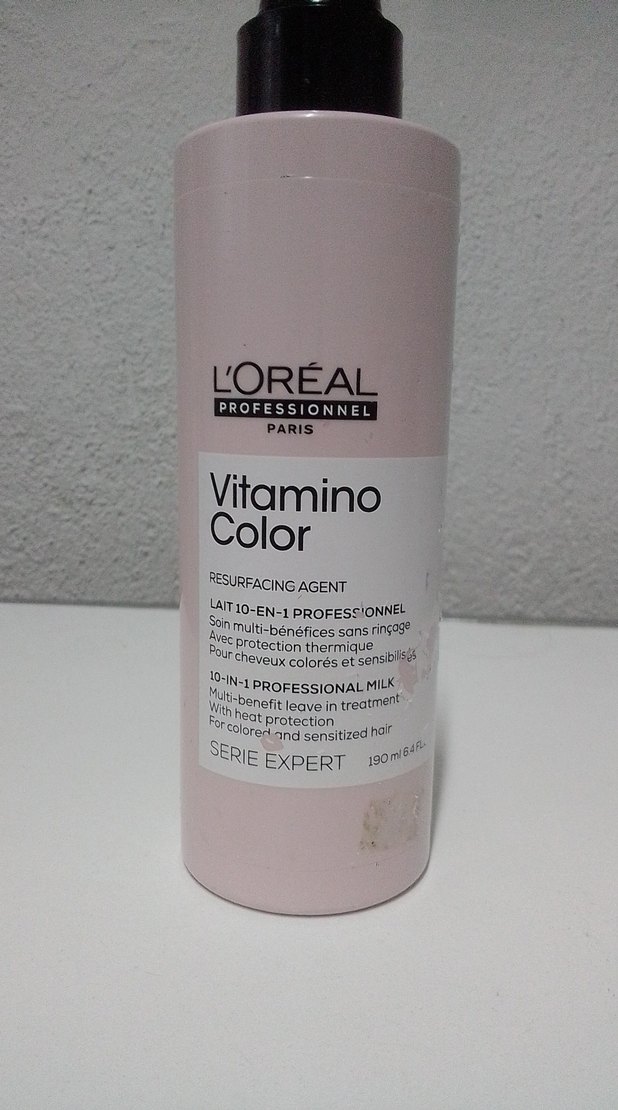 L'ORÉAL
PROFESSIONNEL
PARIS
Vitamino
Color
RESURFACING AGENT
LAIT 10-EN-1 PROFESSIONNEL
Soin multi-bénéfices sans rinçage
Avec protection thermique
Pour cheveux colorés et sensibilisés
10-IN-1 PROFESSIONAL MILK
Multi-benefit leave in treatment
With heat protection
For colored and sensitized hair
SERIE EXPERT 190 ml 6.4 FL.